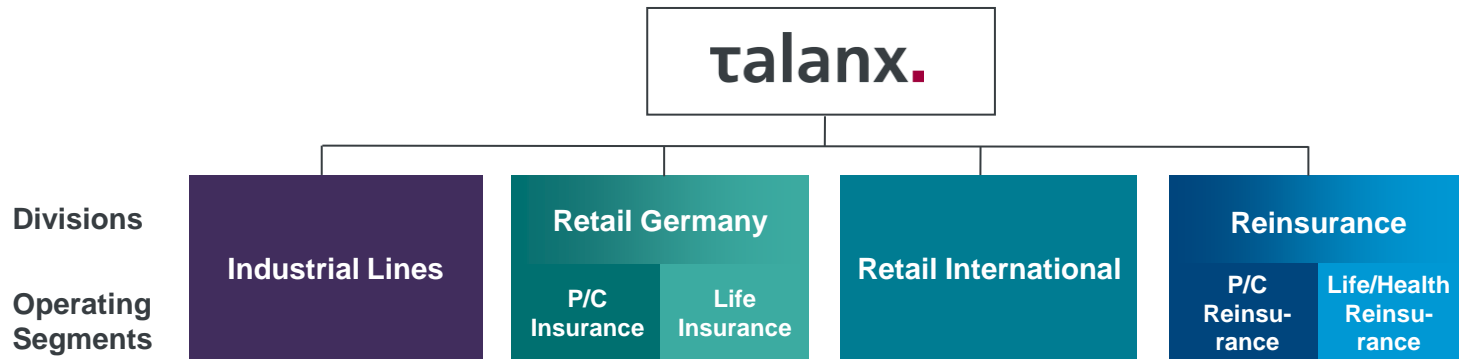 τalanx.
Divisions
Operating
Segments
Industrial Lines
Retail Germany
P/C
Insurance
Life
Insurance
Retail International
Reinsurance
P/C
Reinsu-
rance
Life/Health
Reinsu-
rance